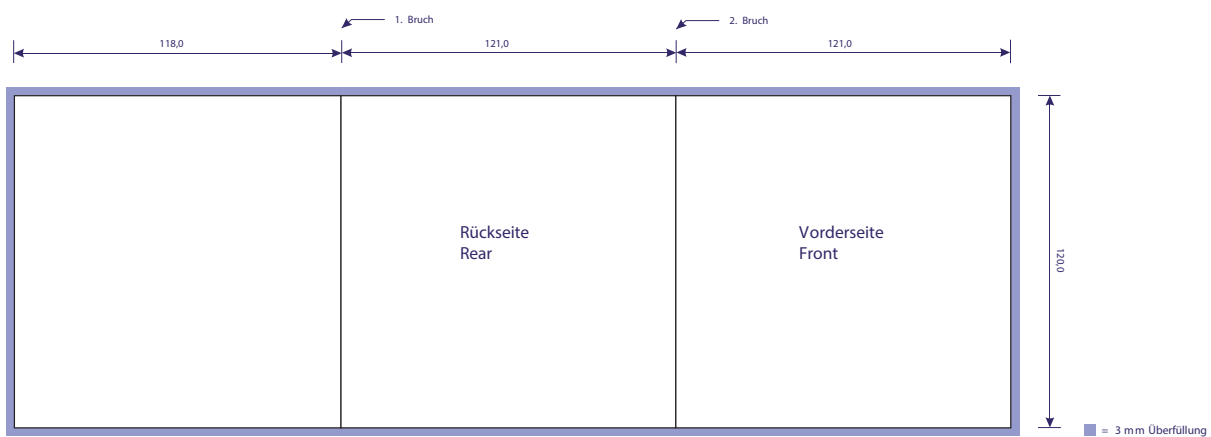 1. Bruch
2. Bruch
118,0
121,0
121,0
Rückseite
Rear
Vorderseite
Front
120,0
= 3 mm Überfüllung